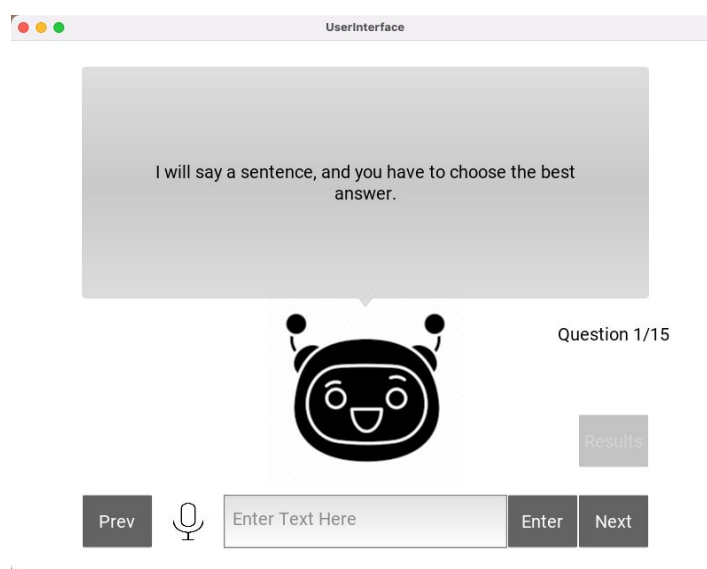 UserInterface
I will say a sentence, and you have to choose the best
answer.
Question 1/15
Results
Prev
Enter Text Here
Enter
Next